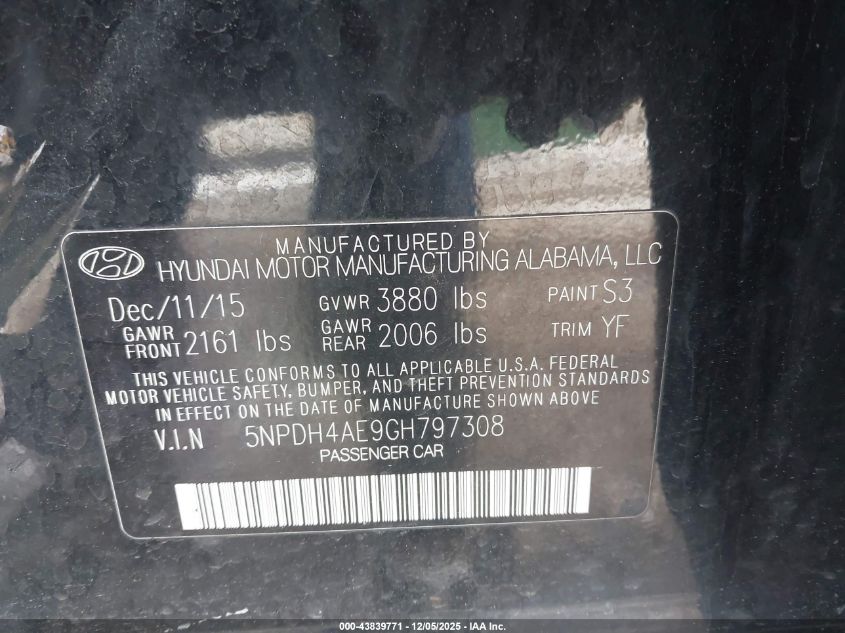 MANUFACTURED BY
HYUNDAI MOTOR MANUFACTURING ALABAMA, LLC
Dec/11/15 GVWR 3880 lbs PAINT S3
GAWR FRONT 2161 lbs GAWR REAR 2006 lbs TRIM YF
THIS VEHICLE CONFORMS TO ALL APPLICABLE U.S.A. FEDERAL
MOTOR VEHICLE SAFETY, BUMPER, AND THEFT PREVENTION STANDARDS
IN EFFECT ON THE DATE OF MANUFACTURE SHOWN ABOVE
V.I.N 5NPDH4AE9GH797308
PASSENGER CAR
000-43839771 - 12/05/2025 - IAA Inc.